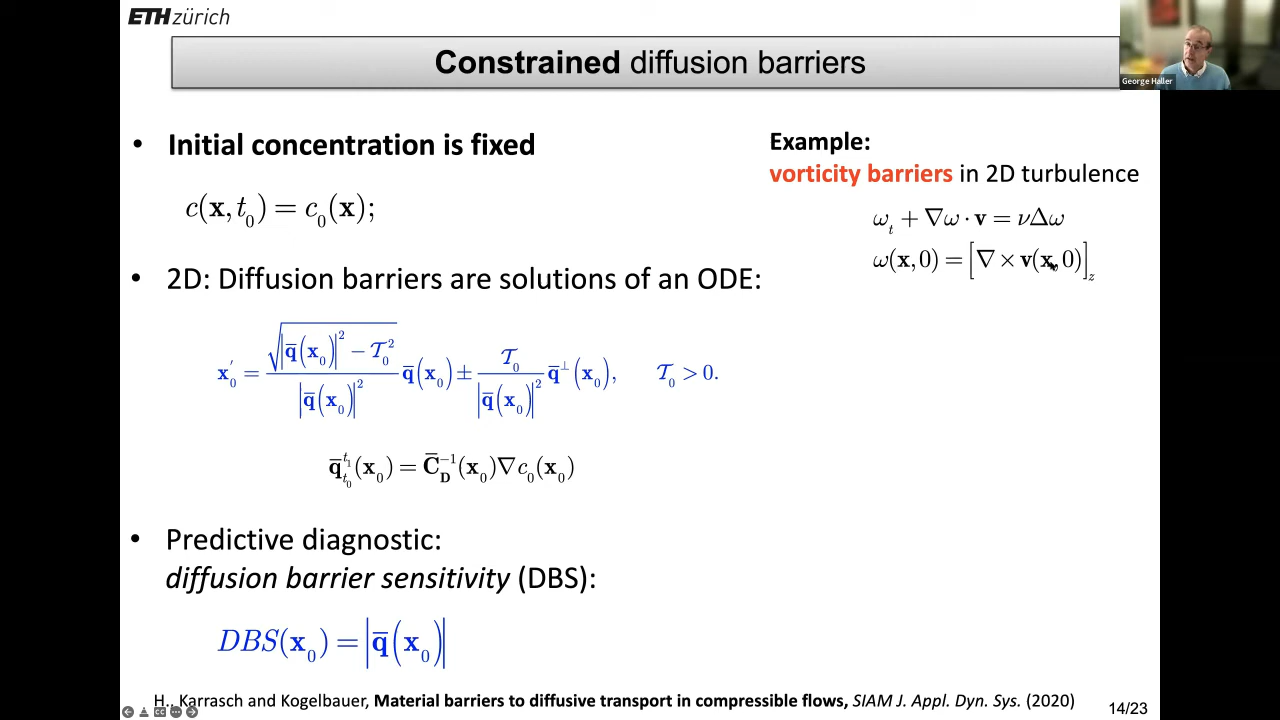 ETH zürich
Constrained diffusion barriers
George Haller
• Initial concentration is fixed
c(x, t₀) = c₀(x);
• 2D: Diffusion barriers are solutions of an ODE:
x₀′ = √(|q̄(x₀)|² − 𝒯₀²) / |q̄(x₀)|² q̄(x₀) ± 𝒯₀ / |q̄(x₀)|² q̄^⊥(x₀), 𝒯₀ > 0.
q̄_{t₀}^{t₁}(x₀) = C̄_D^{−1}(x₀)∇c₀(x₀)
• Predictive diagnostic:
diffusion barrier sensitivity (DBS):
DBS(x₀) = |q̄(x₀)|
Example:
vorticity barriers in 2D turbulence
ω_t + ∇ω · v = νΔω
ω(x,0) = [∇ × v(x,0)]_z
H., Karrasch and Kogelbauer, Material barriers to diffusive transport in compressible flows, SIAM J. Appl. Dyn. Sys. (2020)
14/23